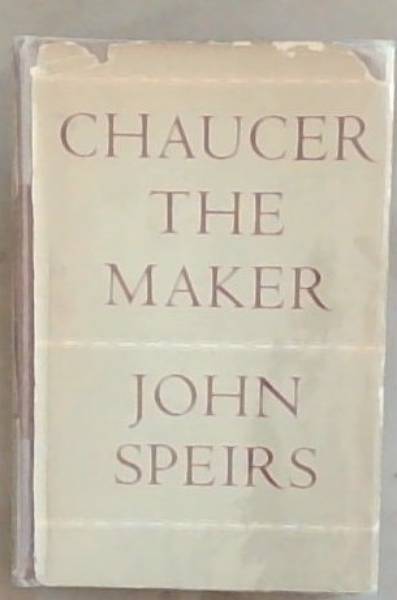 CHAUCER
THE
MAKER
JOHN
SPEIRS